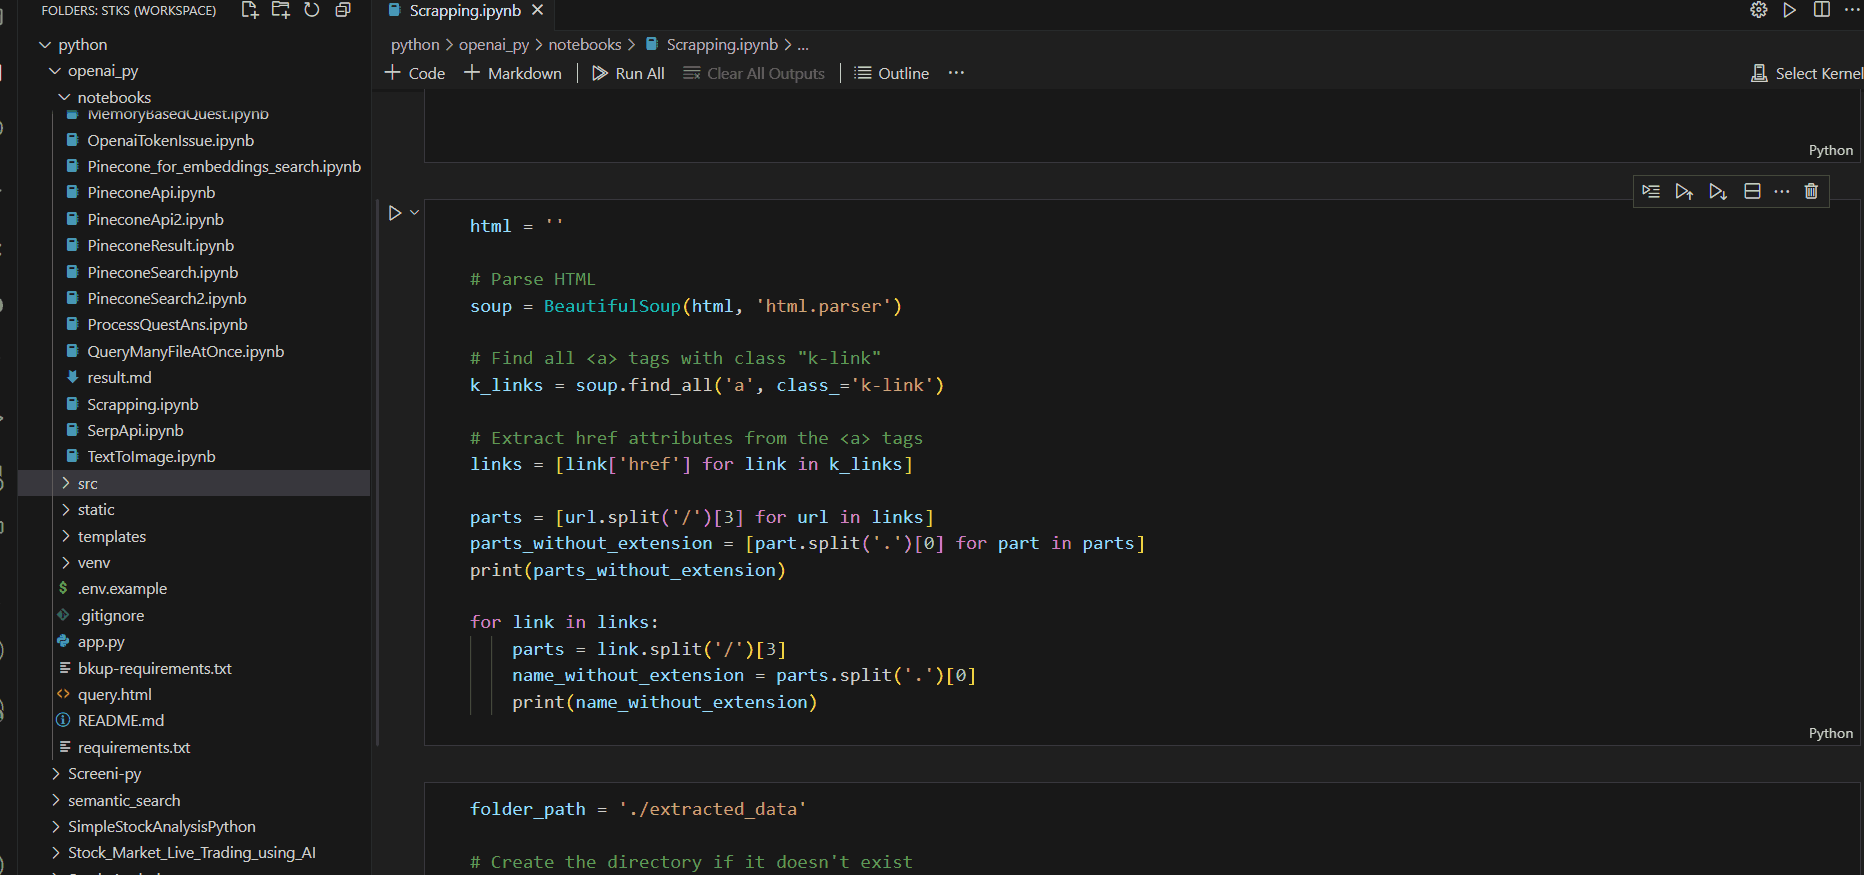 FOLDERS: STKS (WORKSPACE)
python
openai_py
notebooks
MemoryBasedQuest.ipynb
OpenaiTokenIssue.ipynb
Pinecone_for_embeddings_search.ipynb
PineconeApi.ipynb
PineconeApi2.ipynb
PineconeResult.ipynb
PineconeSearch.ipynb
PineconeSearch2.ipynb
ProcessQuestAns.ipynb
QueryManyFileAtOnce.ipynb
result.md
Scrapping.ipynb
SerpApi.ipynb
TextToImage.ipynb
src
static
templates
venv
.env.example
.gitignore
app.py
bkup-requirements.txt
query.html
README.md
requirements.txt
Screeni-py
semantic_search
SimpleStockAnalysisPython
Stock_Market_Live_Trading_using_AI
Scrapping.ipynb
python > openai_py > notebooks > Scrapping.ipynb > ...
+ Code + Markdown | Run All Clear All Outputs | Outline ...
Select Kernel
Python
html = ''
# Parse HTML
soup = BeautifulSoup(html, 'html.parser')
# Find all <a> tags with class "k-link"
k_links = soup.find_all('a', class_='k-link')
# Extract href attributes from the <a> tags
links = [link['href'] for link in k_links]
parts = [url.split('/')[3] for url in links]
parts_without_extension = [part.split('.')[0] for part in parts]
print(parts_without_extension)
for link in links:
parts = link.split('/')[3]
name_without_extension = parts.split('.')[0]
print(name_without_extension)
Python
folder_path = './extracted_data'
# Create the directory if it doesn't exist